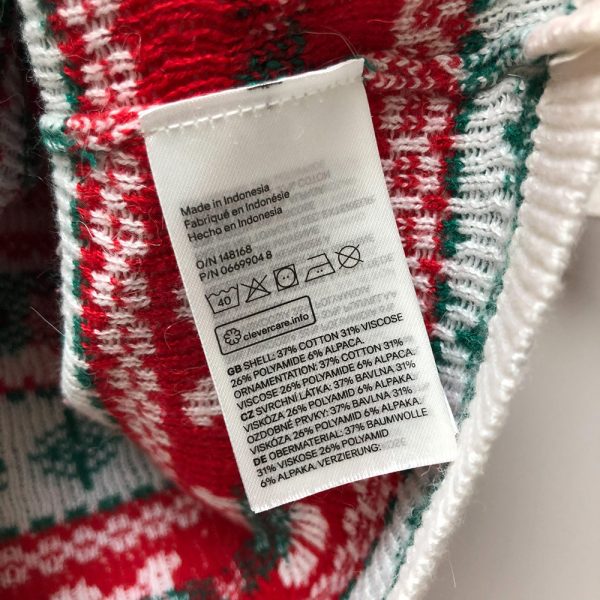 Made in Indonesia
Fabriqué en Indonésie
Hecho en Indonesia
O/N 148168
P/N 0669904 8
40
clevercare.info
GB SHELL: 37% COTTON 31% VISCOSE
26% POLYAMIDE 6% ALPACA.
ORNAMENTATION: 37% COTTON 31%
VISCOSE 26% POLYAMIDE 6% ALPACA.
CZ SVRCHNÍ LÁTKA: 37% BAVLNA 31%
VISKÓZA 26% POLYAMID 6% ALPAKA.
OZDOBNÉ PRVKY: 37% BAVLNA 31%
VISKÓZA 26% POLYAMID 6% ALPAKA.
DE OBERMATERIAL: 37% BAUMWOLLE
31% VISKOSE 26% POLYAMID
6% ALPAKA. VERZIERUNG: